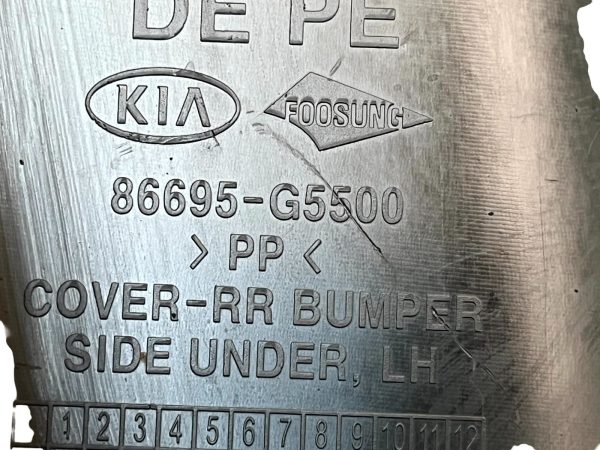 DE PE
KIA FOOSUNG
86695-G5500
> PP <
COVER-RR BUMPER
SIDE UNDER, LH
1 2 3 4 5 6 7 8 9 10 11 12